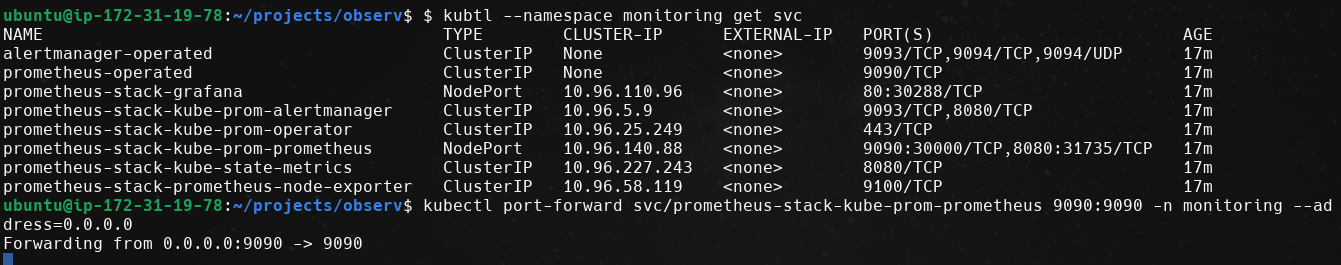 ubuntu@ip-172-31-19-78:~/projects/observ$ $ kubtl --namespace monitoring get svc
NAME TYPE CLUSTER-IP EXTERNAL-IP PORT(S) AGE
alertmanager-operated ClusterIP None <none> 9093/TCP,9094/TCP,9094/UDP 17m
prometheus-operated ClusterIP None <none> 9090/TCP 17m
prometheus-stack-grafana NodePort 10.96.110.96 <none> 80:30288/TCP 17m
prometheus-stack-kube-prom-alertmanager ClusterIP 10.96.5.9 <none> 9093/TCP,8080/TCP 17m
prometheus-stack-kube-prom-operator ClusterIP 10.96.25.249 <none> 443/TCP 17m
prometheus-stack-kube-prom-prometheus NodePort 10.96.140.88 <none> 9090:30000/TCP,8080:31735/TCP 17m
prometheus-stack-kube-state-metrics ClusterIP 10.96.227.243 <none> 8080/TCP 17m
prometheus-stack-prometheus-node-exporter ClusterIP 10.96.58.119 <none> 9100/TCP 17m
ubuntu@ip-172-31-19-78:~/projects/observ$ kubectl port-forward svc/prometheus-stack-kube-prom-prometheus 9090:9090 -n monitoring --ad
dress=0.0.0.0
Forwarding from 0.0.0.0:9090 -> 9090